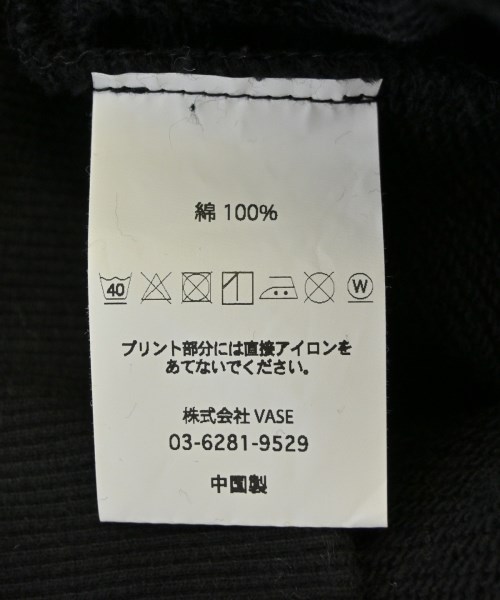 綿 100%
40 W
プリント部分には直接アイロンを
あてないでください。
株式会社 VASE
03-6281-9529
中国製